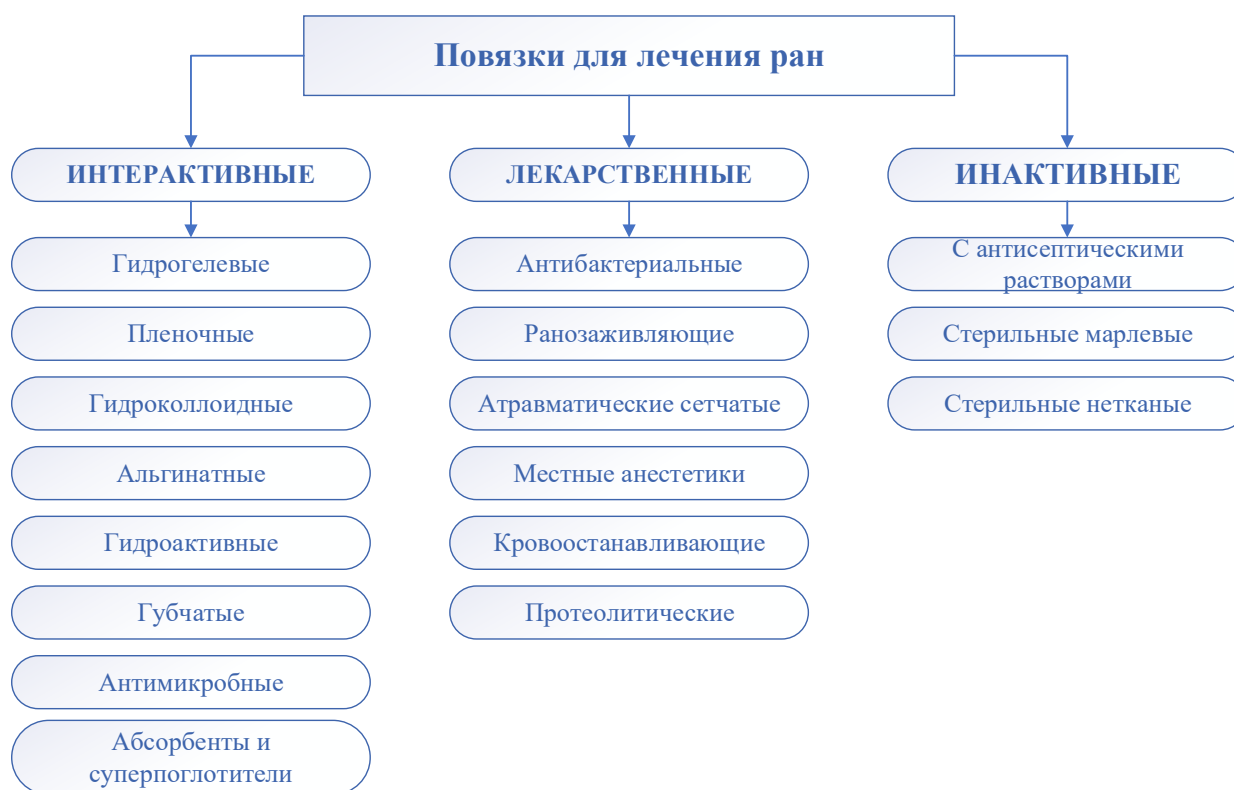 Повязки для лечения ран
ИНТЕРАКТИВНЫЕ
Гидрогелевые
Пленочные
Гидроколлоидные
Альгинатные
Гидроактивные
Губчатые
Антимикробные
Абсорбенты и
суперпоглотители
ЛЕКАРСТВЕННЫЕ
Антибактериальные
Ранозаживляющие
Атравматические сетчатые
Местные анестетики
Кровоостанавливающие
Протеолитические
ИНАКТИВНЫЕ
С антисептическими
растворами
Стерильные марлевые
Стерильные нетканые